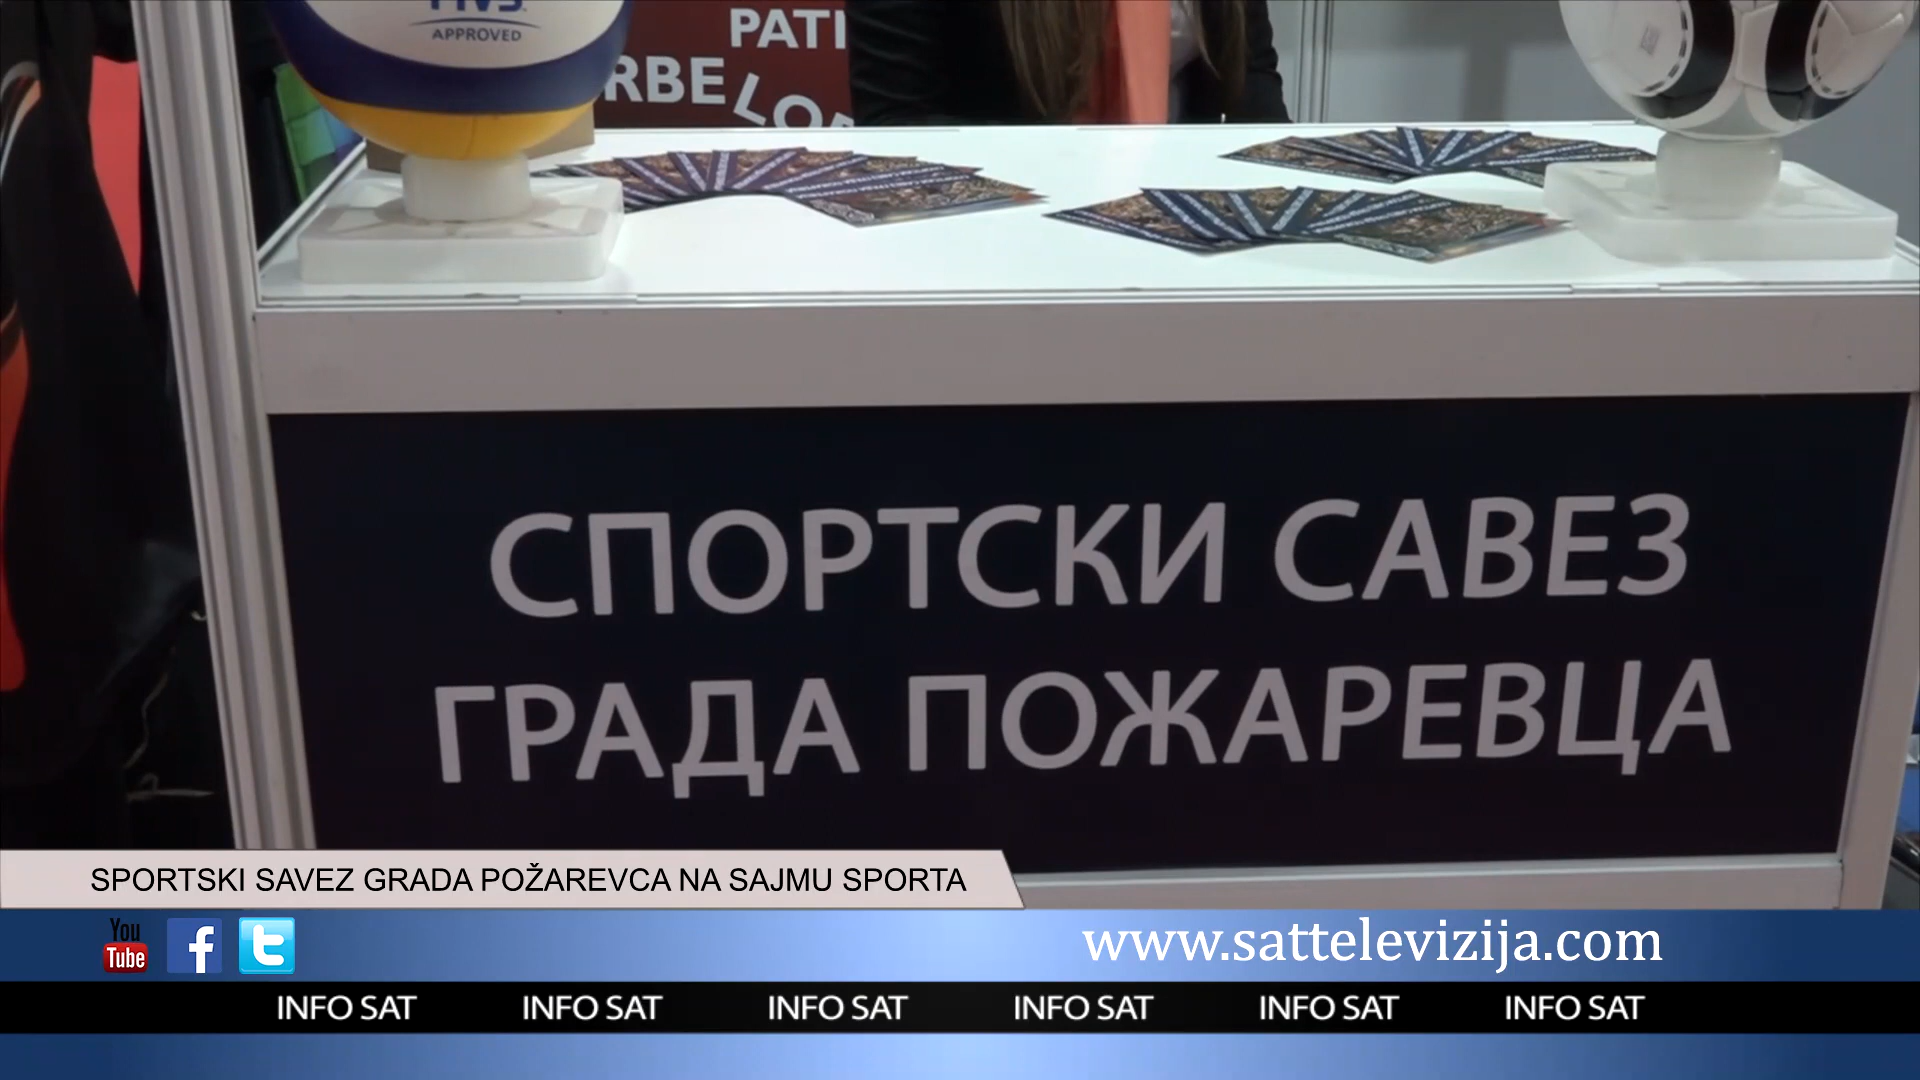 APPROVED
PATI
RBE
СПОРТСКИ САВЕЗ
ГРАДА ПОЖАРЕВЦА
SPORTSKI SAVEZ GRADA POŽAREVCA NA SAJMU SPORTA
You
Tube
www.sattelevizija.com
INFO SAT INFO SAT INFO SAT INFO SAT INFO SAT INFO SAT